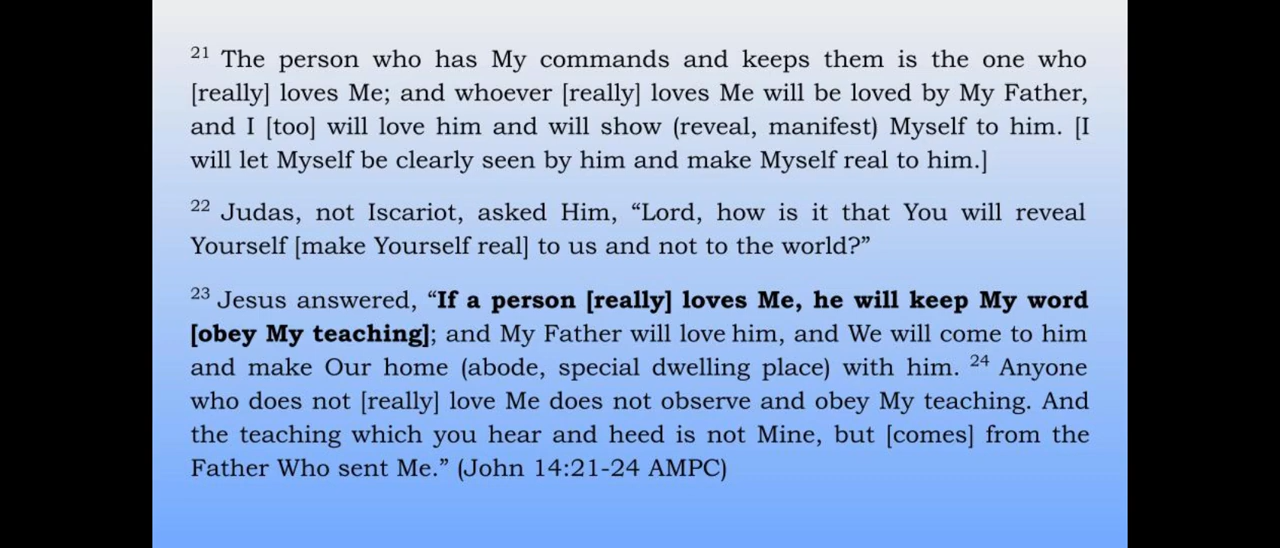 21 The person who has My commands and keeps them is the one who
[really] loves Me; and whoever [really] loves Me will be loved by My Father,
and I [too] will love him and will show (reveal, manifest) Myself to him. [I
will let Myself be clearly seen by him and make Myself real to him.]
22 Judas, not Iscariot, asked Him, “Lord, how is it that You will reveal
Yourself [make Yourself real] to us and not to the world?”
23 Jesus answered, “If a person [really] loves Me, he will keep My word
[obey My teaching]; and My Father will love him, and We will come to him
and make Our home (abode, special dwelling place) with him. 24 Anyone
who does not [really] love Me does not observe and obey My teaching. And
the teaching which you hear and heed is not Mine, but [comes] from the
Father Who sent Me.” (John 14:21-24 AMPC)